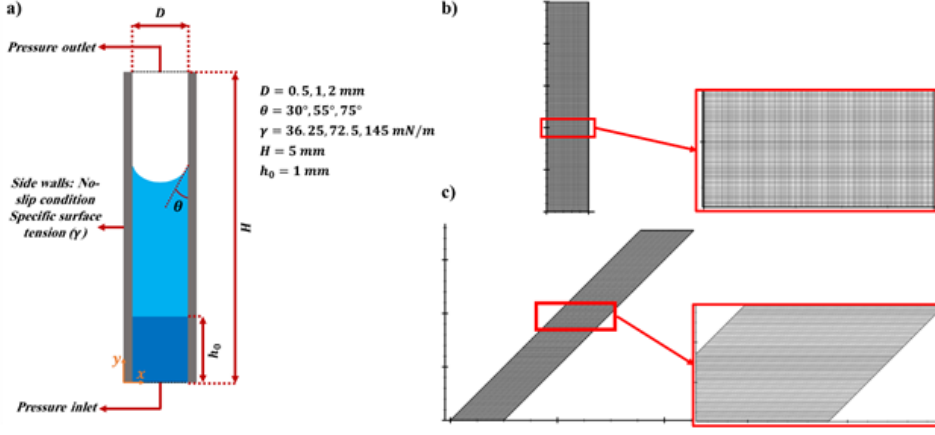 a)
D
Pressure outlet
D = 0.5, 1, 2 mm
θ = 30°, 55°, 75°
γ = 36.25, 72.5, 145 mN/m
H = 5 mm
h₀ = 1 mm
Side walls: No-
slip condition
Specific surface
tension (γ)
θ
H
h₀
y
x
Pressure inlet
b)
c)